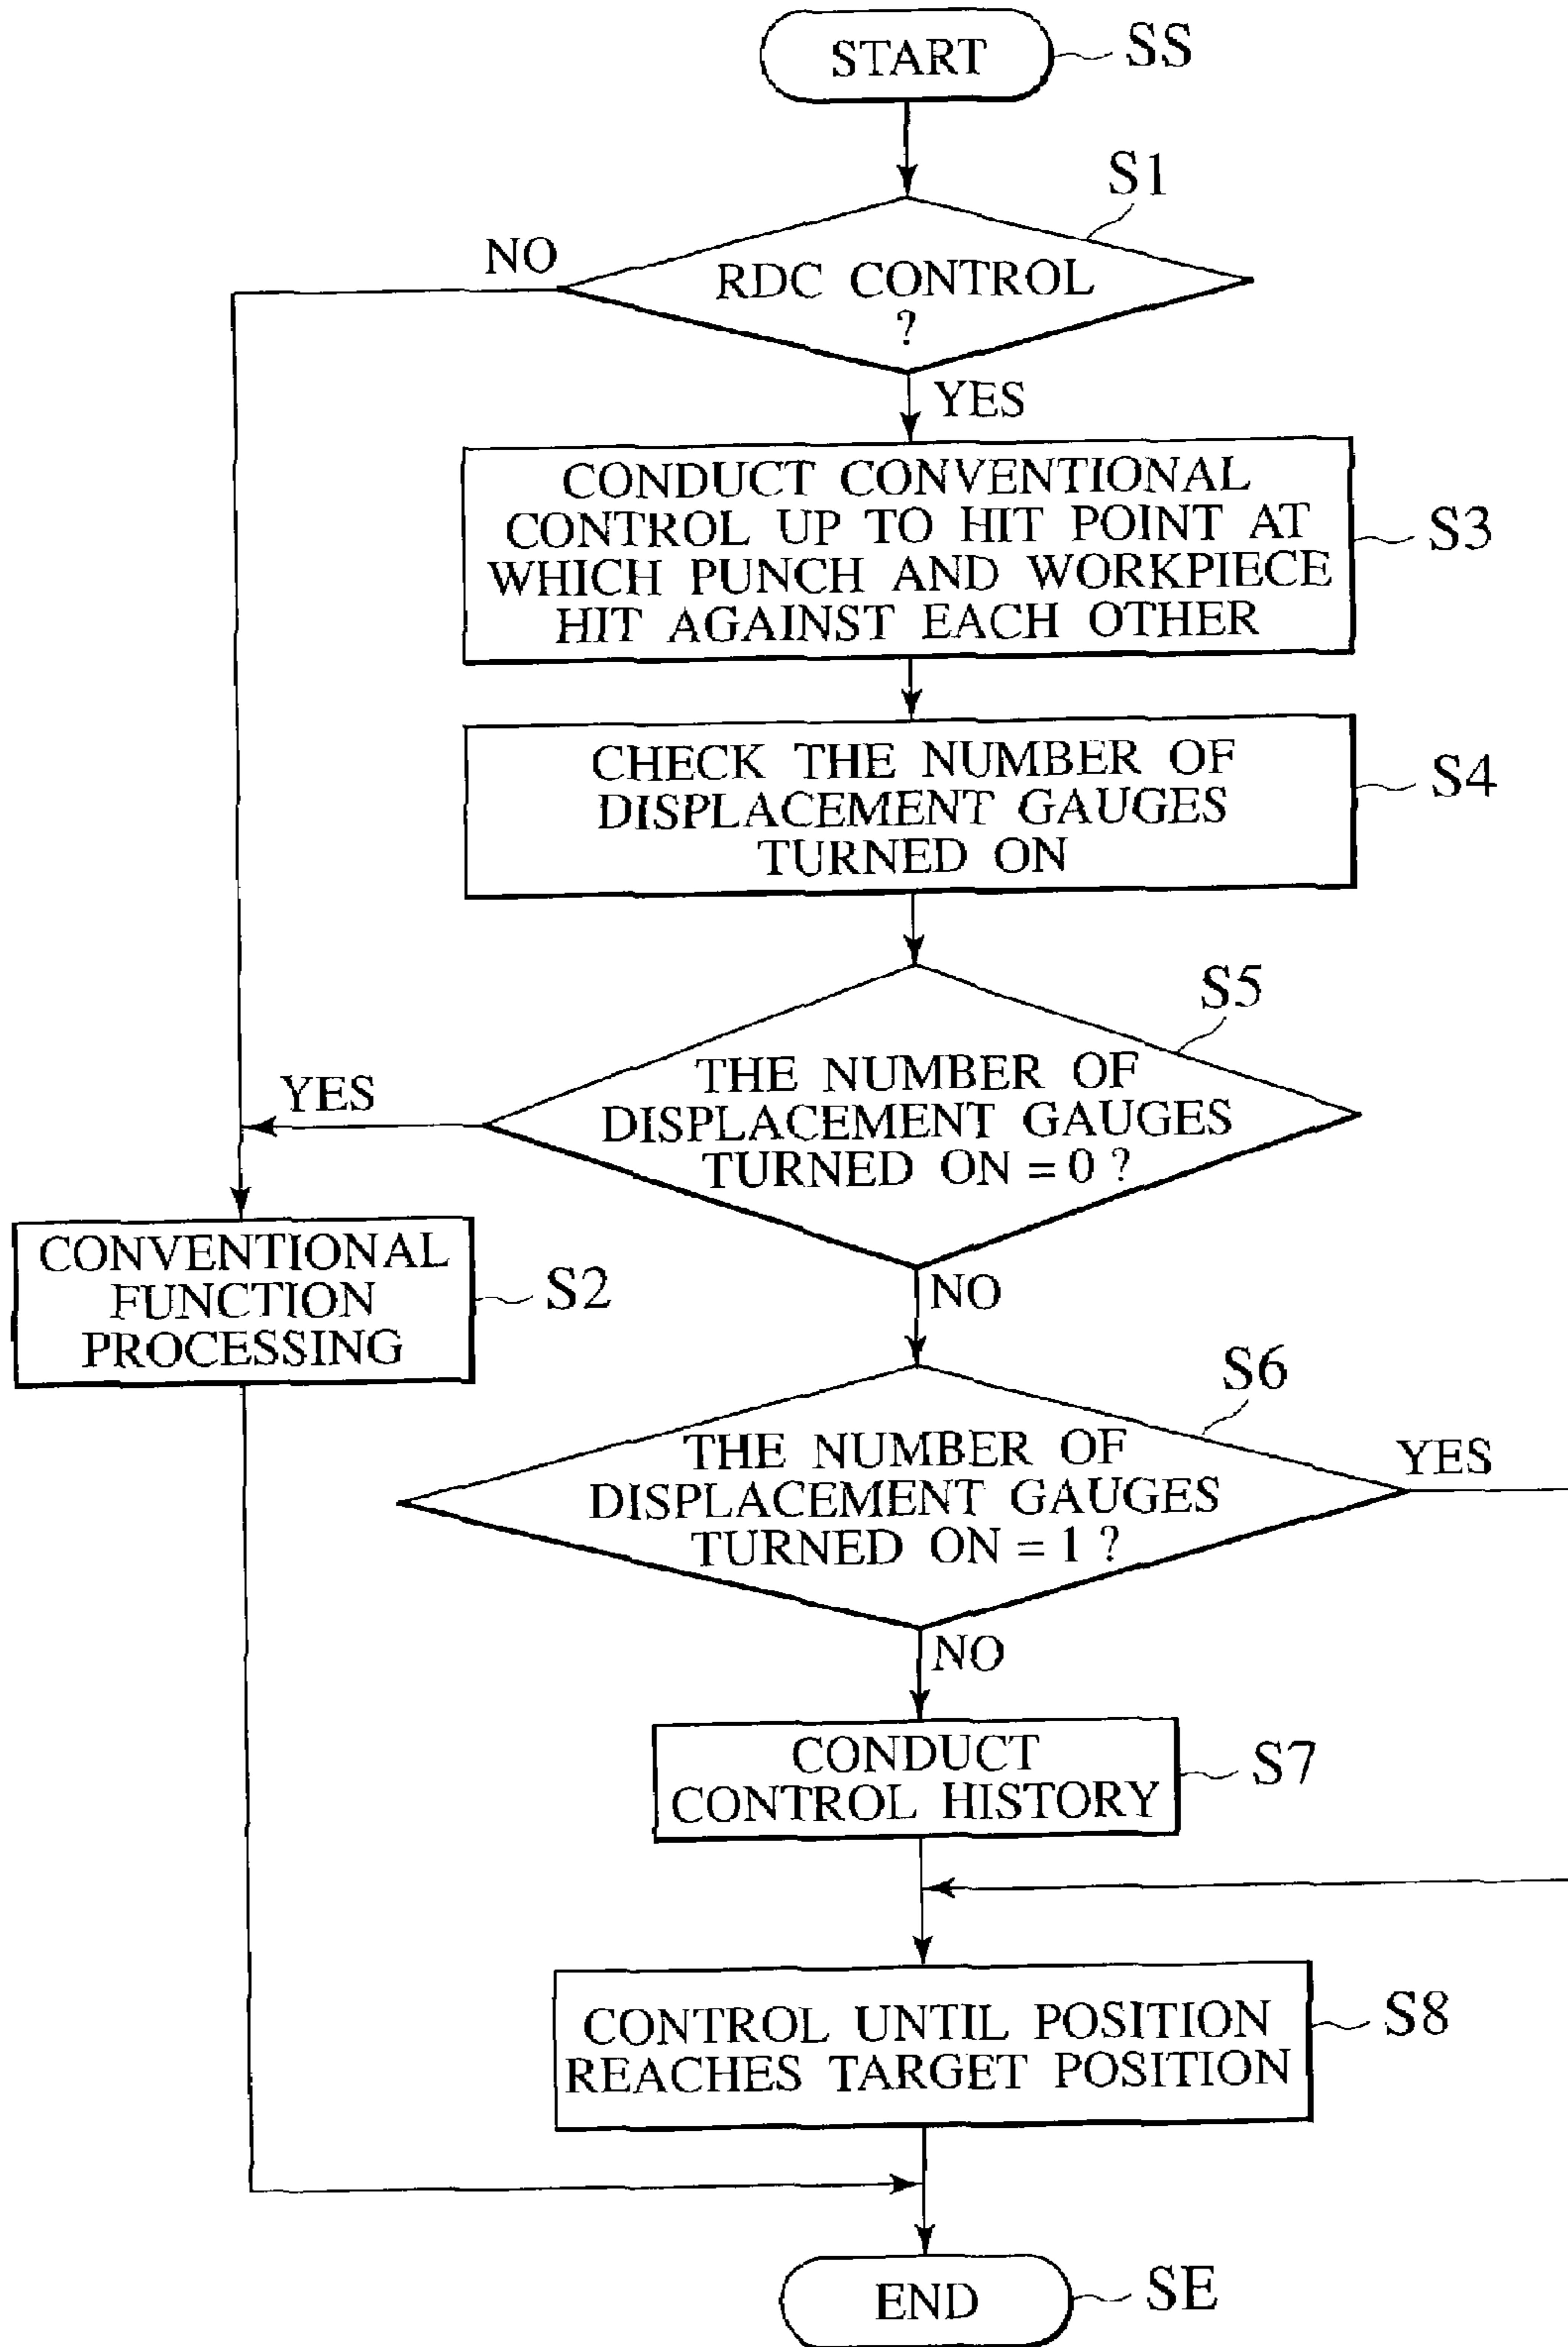 START
SS
S1
NO
RDC CONTROL
?
YES
CONDUCT CONVENTIONAL
CONTROL UP TO HIT POINT AT
WHICH PUNCH AND WORKPIECE
HIT AGAINST EACH OTHER
S3
CHECK THE NUMBER OF
DISPLACEMENT GAUGES
TURNED ON
S4
S5
YES
THE NUMBER OF
DISPLACEMENT GAUGES
TURNED ON = 0 ?
CONVENTIONAL
FUNCTION
PROCESSING
S2
NO
S6
THE NUMBER OF
DISPLACEMENT GAUGES
TURNED ON = 1 ?
YES
NO
CONDUCT
CONTROL HISTORY
S7
CONTROL UNTIL POSITION
REACHES TARGET POSITION
S8
END
SE